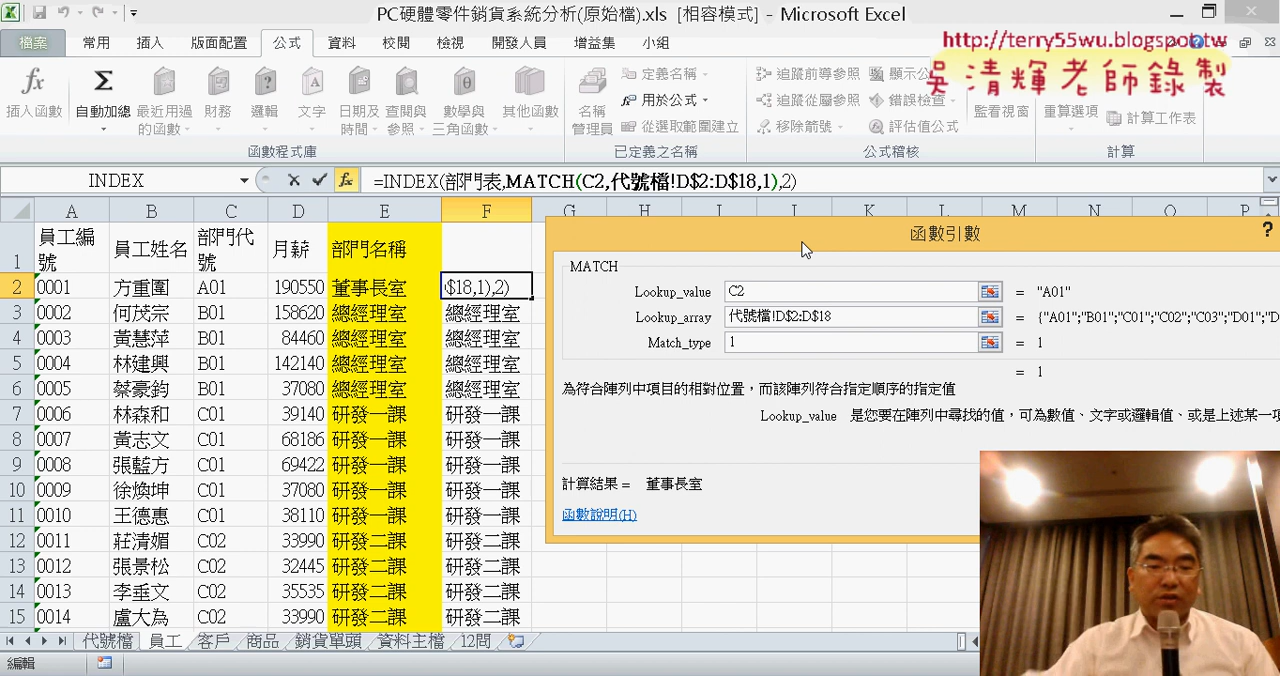 PC硬體零件銷貨系統分析(原始檔).xls [相容模式] - Microsoft Excel
檔案 常用 插入 版面配置 公式 資料 校閱 檢視 開發人員 增益集 小組
http://terry55wu.blogspot.tw
吳清輝老師錄製
插入函數 自動加總 最近用過的函數 財務 邏輯 文字 日期及時間 查閱與參照 數學與三角函數 其他函數 名稱管理員 定義名稱 用於公式 從選取範圍建立 追蹤前導參照 追蹤從屬參照 移除箭號 顯示公 錯誤檢查 評估值公式 監看視窗 重算選項 計算工作表
函數程式庫 已定義之名稱 公式稽核 計算
INDEX =INDEX(部門表,MATCH(C2,代號檔!D$2:D$18,1),2)
A B C D E F G H I J K L M N O P
1 員工編號 員工姓名 部門代號 月薪 部門名稱
2 0001 方重圍 A01 190550 董事長室 $18,1),2)
3 0002 何茂宗 B01 158620 總經理室 總經理室
4 0003 黃慧萍 B01 84460 總經理室 總經理室
5 0004 林建興 B01 142140 總經理室 總經理室
6 0005 蔡豪鈞 B01 37080 總經理室 總經理室
7 0006 林森和 C01 39140 研發一課 研發一課
8 0007 黃志文 C01 68186 研發一課 研發一課
9 0008 張藍方 C01 69422 研發一課 研發一課
10 0009 徐煥坤 C01 37080 研發一課 研發一課
11 0010 王德惠 C01 38110 研發一課 研發一課
12 0011 莊清媚 C02 33990 研發二課 研發二課
13 0012 張景松 C02 32445 研發二課 研發二課
14 0013 李垂文 C02 35535 研發二課 研發二課
15 0014 盧大為 C02 33990 研發二課 研發二課
函數引數 ?
MATCH
Lookup_value C2 = "A01"
Lookup_array 代號檔!D$2:D$18 = {"A01";"B01";"C01";"C02";"C03";"D01";"D
Match_type 1 = 1
= 1
為符合陣列中項目的相對位置，而該陣列符合指定順序的指定值
Lookup_value 是您要在陣列中尋找的值，可為數值、文字或邏輯值、或是上述某一項
計算結果 = 董事長室
函數說明(H)
代號檔 員工 客戶 商品 銷貨單頭 資料主檔 12問
編輯